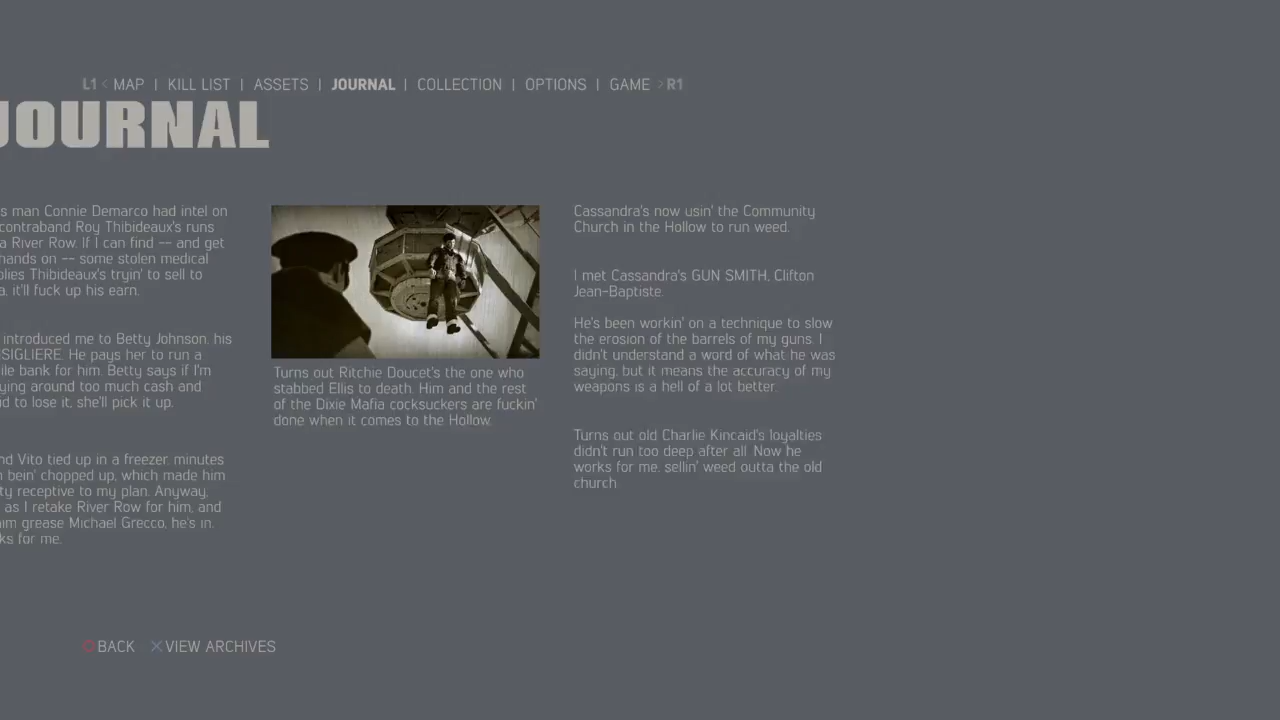 L1 < MAP | KILL LIST | ASSETS | JOURNAL | COLLECTION | OPTIONS | GAME > R1
JOURNAL
s man Connie Demarco had intel on
contraband Roy Thibideaux's runs
a River Row. If I can find -- and get
hands on -- some stolen medical
plies Thibideaux's tryin' to sell to
a, it'll fuck up his earn.
introduced me to Betty Johnson, his
SIGLIERE. He pays her to run a
ile bank for him. Betty says if I'm
ying around too much cash and
id to lose it, she'll pick it up.
nd Vito tied up in a freezer, minutes
n bein' chopped up, which made him
ty receptive to my plan. Anyway,
as I retake River Row for him, and
him grease Michael Grecco, he's in.
ks for me.
Turns out Ritchie Doucet's the one who
stabbed Ellis to death. Him and the rest
of the Dixie Mafia cocksuckers are fuckin'
done when it comes to the Hollow.
Cassandra's now usin' the Community
Church in the Hollow to run weed.
I met Cassandra's GUN SMITH, Clifton
Jean-Baptiste.
He's been workin' on a technique to slow
the erosion of the barrels of my guns. I
didn't understand a word of what he was
saying, but it means the accuracy of my
weapons is a hell of a lot better.
Turns out old Charlie Kincaid's loyalties
didn't run too deep after all. Now he
works for me, sellin' weed outta the old
church.
BACK VIEW ARCHIVES